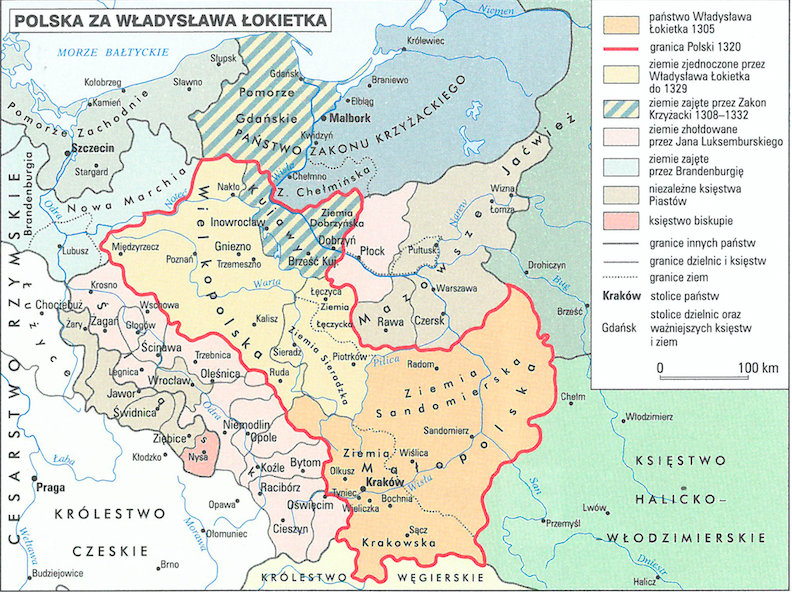 POLSKA ZA WŁADYSŁAWA ŁOKIETKA
MORZE BAŁTYCKIE
Niemen
Królewiec
Słupsk
Gdańsk
Kołobrzeg
Sławno
Braniewo
Kamień
Pomorze
Elbląg
Pomorze Zachodnie
Gdańskie
Malbork
PAŃSTWO ZAKONU KRZYŻACKIEGO
Szczecin
Kwidzyn
Jaćwież
Stargard
Wisła
Chełmno
Z. Chełmińska
Brandenburgia
Nowa Marchia
Noteć
Nakło
Kujawy
Wizna
Odra
Inowrocław
Ziemia
Dobrzyńska
Narew
Łomża
Wielkopolska
Gniezno
Dobrzyń
Płock
Pułtusk
Lubusz
Międzyrzecz
Poznań
Trzemeszno
Brześć Kuj.
Mazowsze
Drohiczyn
Bug
Krosno
Warta
Łęczyca
Warszawa
Brześć
CESARSTWO RZYMSKIE
Chociebuż
Wschowa
Ziemia
Łużyce
Żary
Żagań
Głogów
Kalisz
Łęczycka
Rawa
Czersk
Ścinawa
Sieradz
Piotrków
Pilica
Trzebnica
Ziemia Sieradzka
Legnica
Oleśnica
Ruda
Radom
Wrocław
Ziemia
Sandomierska
Chełm
Jawor
Świdnica
Odra
Śląsk
Niemodlin
Małopolska
Włodzimierz
Ziębice
Opole
Sandomierz
Łaba
Kłodzko
Nysa
Wiślica
Ziemia
Koźle
Bytom
Olkusz
Kraków
KSIĘSTWO
Praga
Racibórz
Tyniec
Bochnia
Wisła
San
HALICKO–
KRÓLESTWO
Opawa
Oświęcim
Wieliczka
Lwów
Przemyśl
–WŁODZIMIERSKIE
CZESKIE
Ołomuniec
Cieszyn
Sącz
Krakowska
Wełtawa
Morawa
Dniestr
Brno
Budziejowice
KRÓLESTWO WĘGIERSKIE
Halicz
państwo Władysława
Łokietka 1305
granica Polski 1320
ziemie zjednoczone przez
Władysława Łokietka
do 1329
ziemie zajęte przez Zakon
Krzyżacki 1308–1332
ziemie zhołdowane
przez Jana Luksemburskiego
ziemie zajęte
przez Brandenburgię
niezależne księstwa
Piastów
księstwo biskupie
granice innych państw
granice dzielnic i księstw
granice ziem
Kraków stolice państw
Gdańsk stolice dzielnic oraz
ważniejszych księstw
i ziem
0 100 km